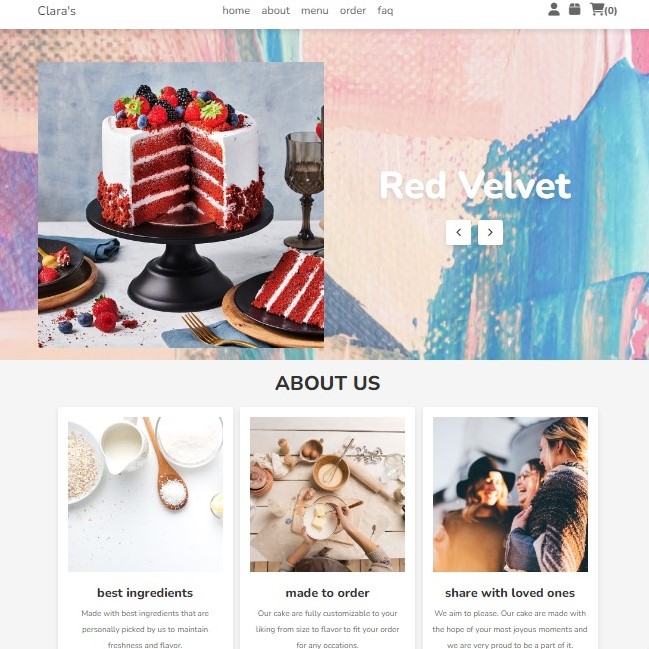 Clara's home about menu order faq (0)
Red Velvet
ABOUT US
best ingredients
Made with best ingredients that are
personally picked by us to maintain
freshness and flavor.
made to order
Our cake are fully customizable to your
liking from size to flavor to fit your order
for any occations.
share with loved ones
We aim to please. Our cake are made with
the hope of your most joyous moments and
we are very proud to be a part of it.